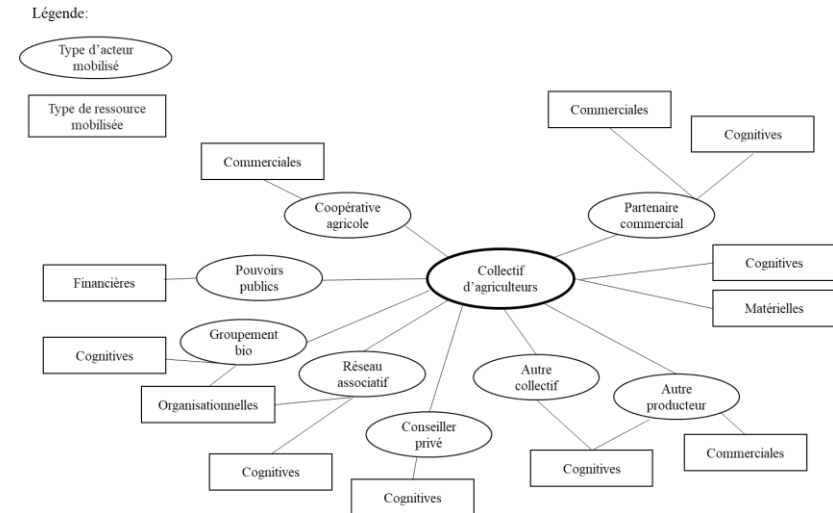 Légende:
Type d'acteur
mobilisé
Type de ressource
mobilisée
Commerciales
Cognitives
Commerciales
Coopérative
agricole
Partenaire
commercial
Financières
Pouvoirs
publics
Collectif
d'agriculteurs
Cognitives
Matérielles
Groupement
bio
Cognitives
Réseau
associatif
Autre
collectif
Autre
producteur
Organisationnelles
Conseiller
privé
Cognitives
Cognitives
Commerciales
Cognitives